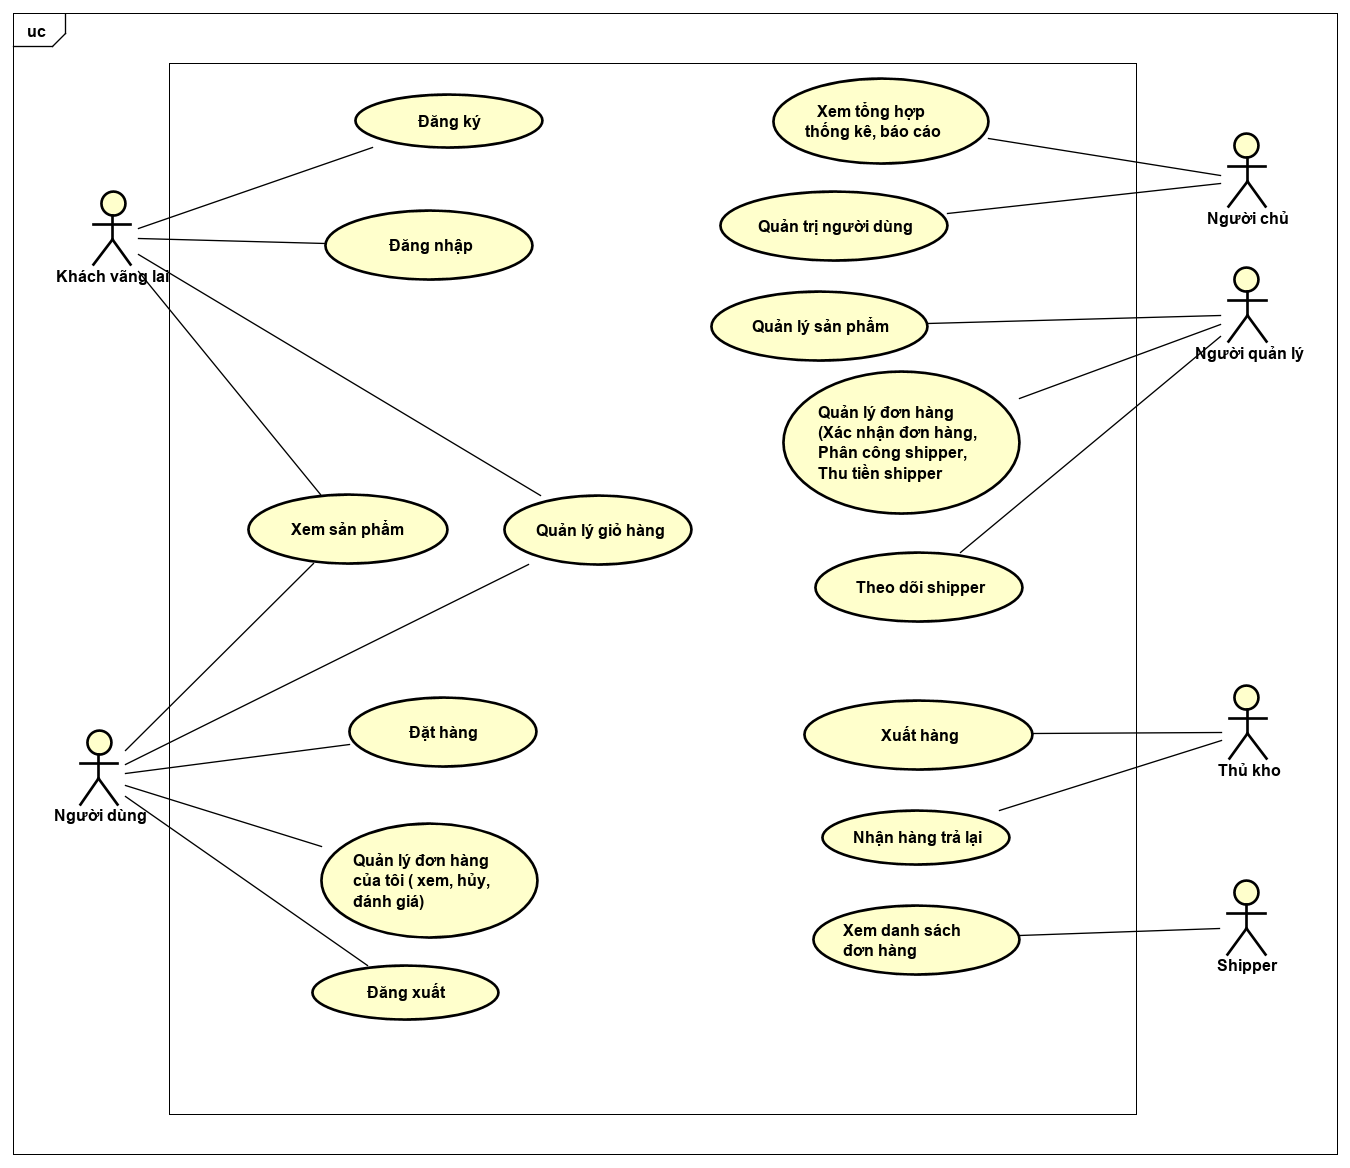 uc
Đăng ký
Xem tổng hợp
thống kê, báo cáo
Khách vãng lai
Đăng nhập
Quản trị người dùng
Người chủ
Quản lý sản phẩm
Người quản lý
Quản lý đơn hàng
(Xác nhận đơn hàng,
Phân công shipper,
Thu tiền shipper
Xem sản phẩm
Quản lý giỏ hàng
Theo dõi shipper
Đặt hàng
Xuất hàng
Thủ kho
Người dùng
Nhận hàng trả lại
Quản lý đơn hàng
của tôi ( xem, hủy,
đánh giá)
Xem danh sách
đơn hàng
Shipper
Đăng xuất